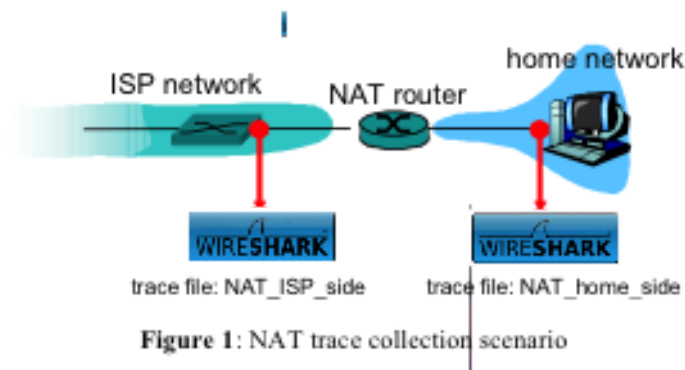 home network
ISP network
NAT router
WIRESHARK
WIRESHARK
trace file: NAT_ISP_side
trace file: NAT_home_side
Figure 1: NAT trace collection scenario